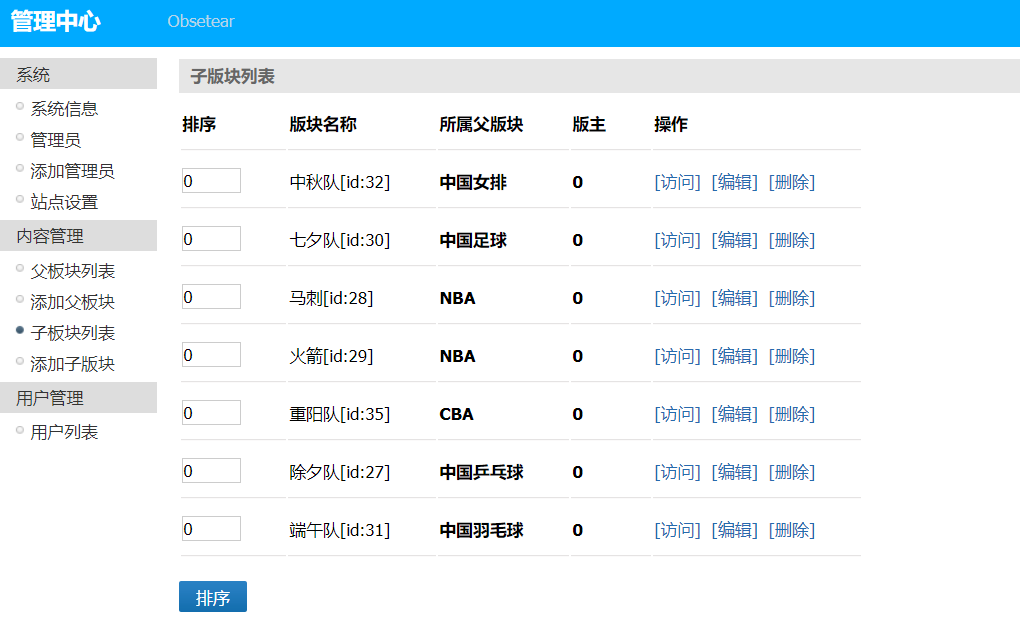 管理中心 Obsetear
系统
系统信息
管理员
添加管理员
站点设置
内容管理
父板块列表
添加父板块
子板块列表
添加子版块
用户管理
用户列表
子版块列表
排序 版块名称 所属父版块 版主 操作
0 中秋队[id:32] 中国女排 0 [访问] [编辑] [删除]
0 七夕队[id:30] 中国足球 0 [访问] [编辑] [删除]
0 马刺[id:28] NBA 0 [访问] [编辑] [删除]
0 火箭[id:29] NBA 0 [访问] [编辑] [删除]
0 重阳队[id:35] CBA 0 [访问] [编辑] [删除]
0 除夕队[id:27] 中国乒乓球 0 [访问] [编辑] [删除]
0 端午队[id:31] 中国羽毛球 0 [访问] [编辑] [删除]
排序